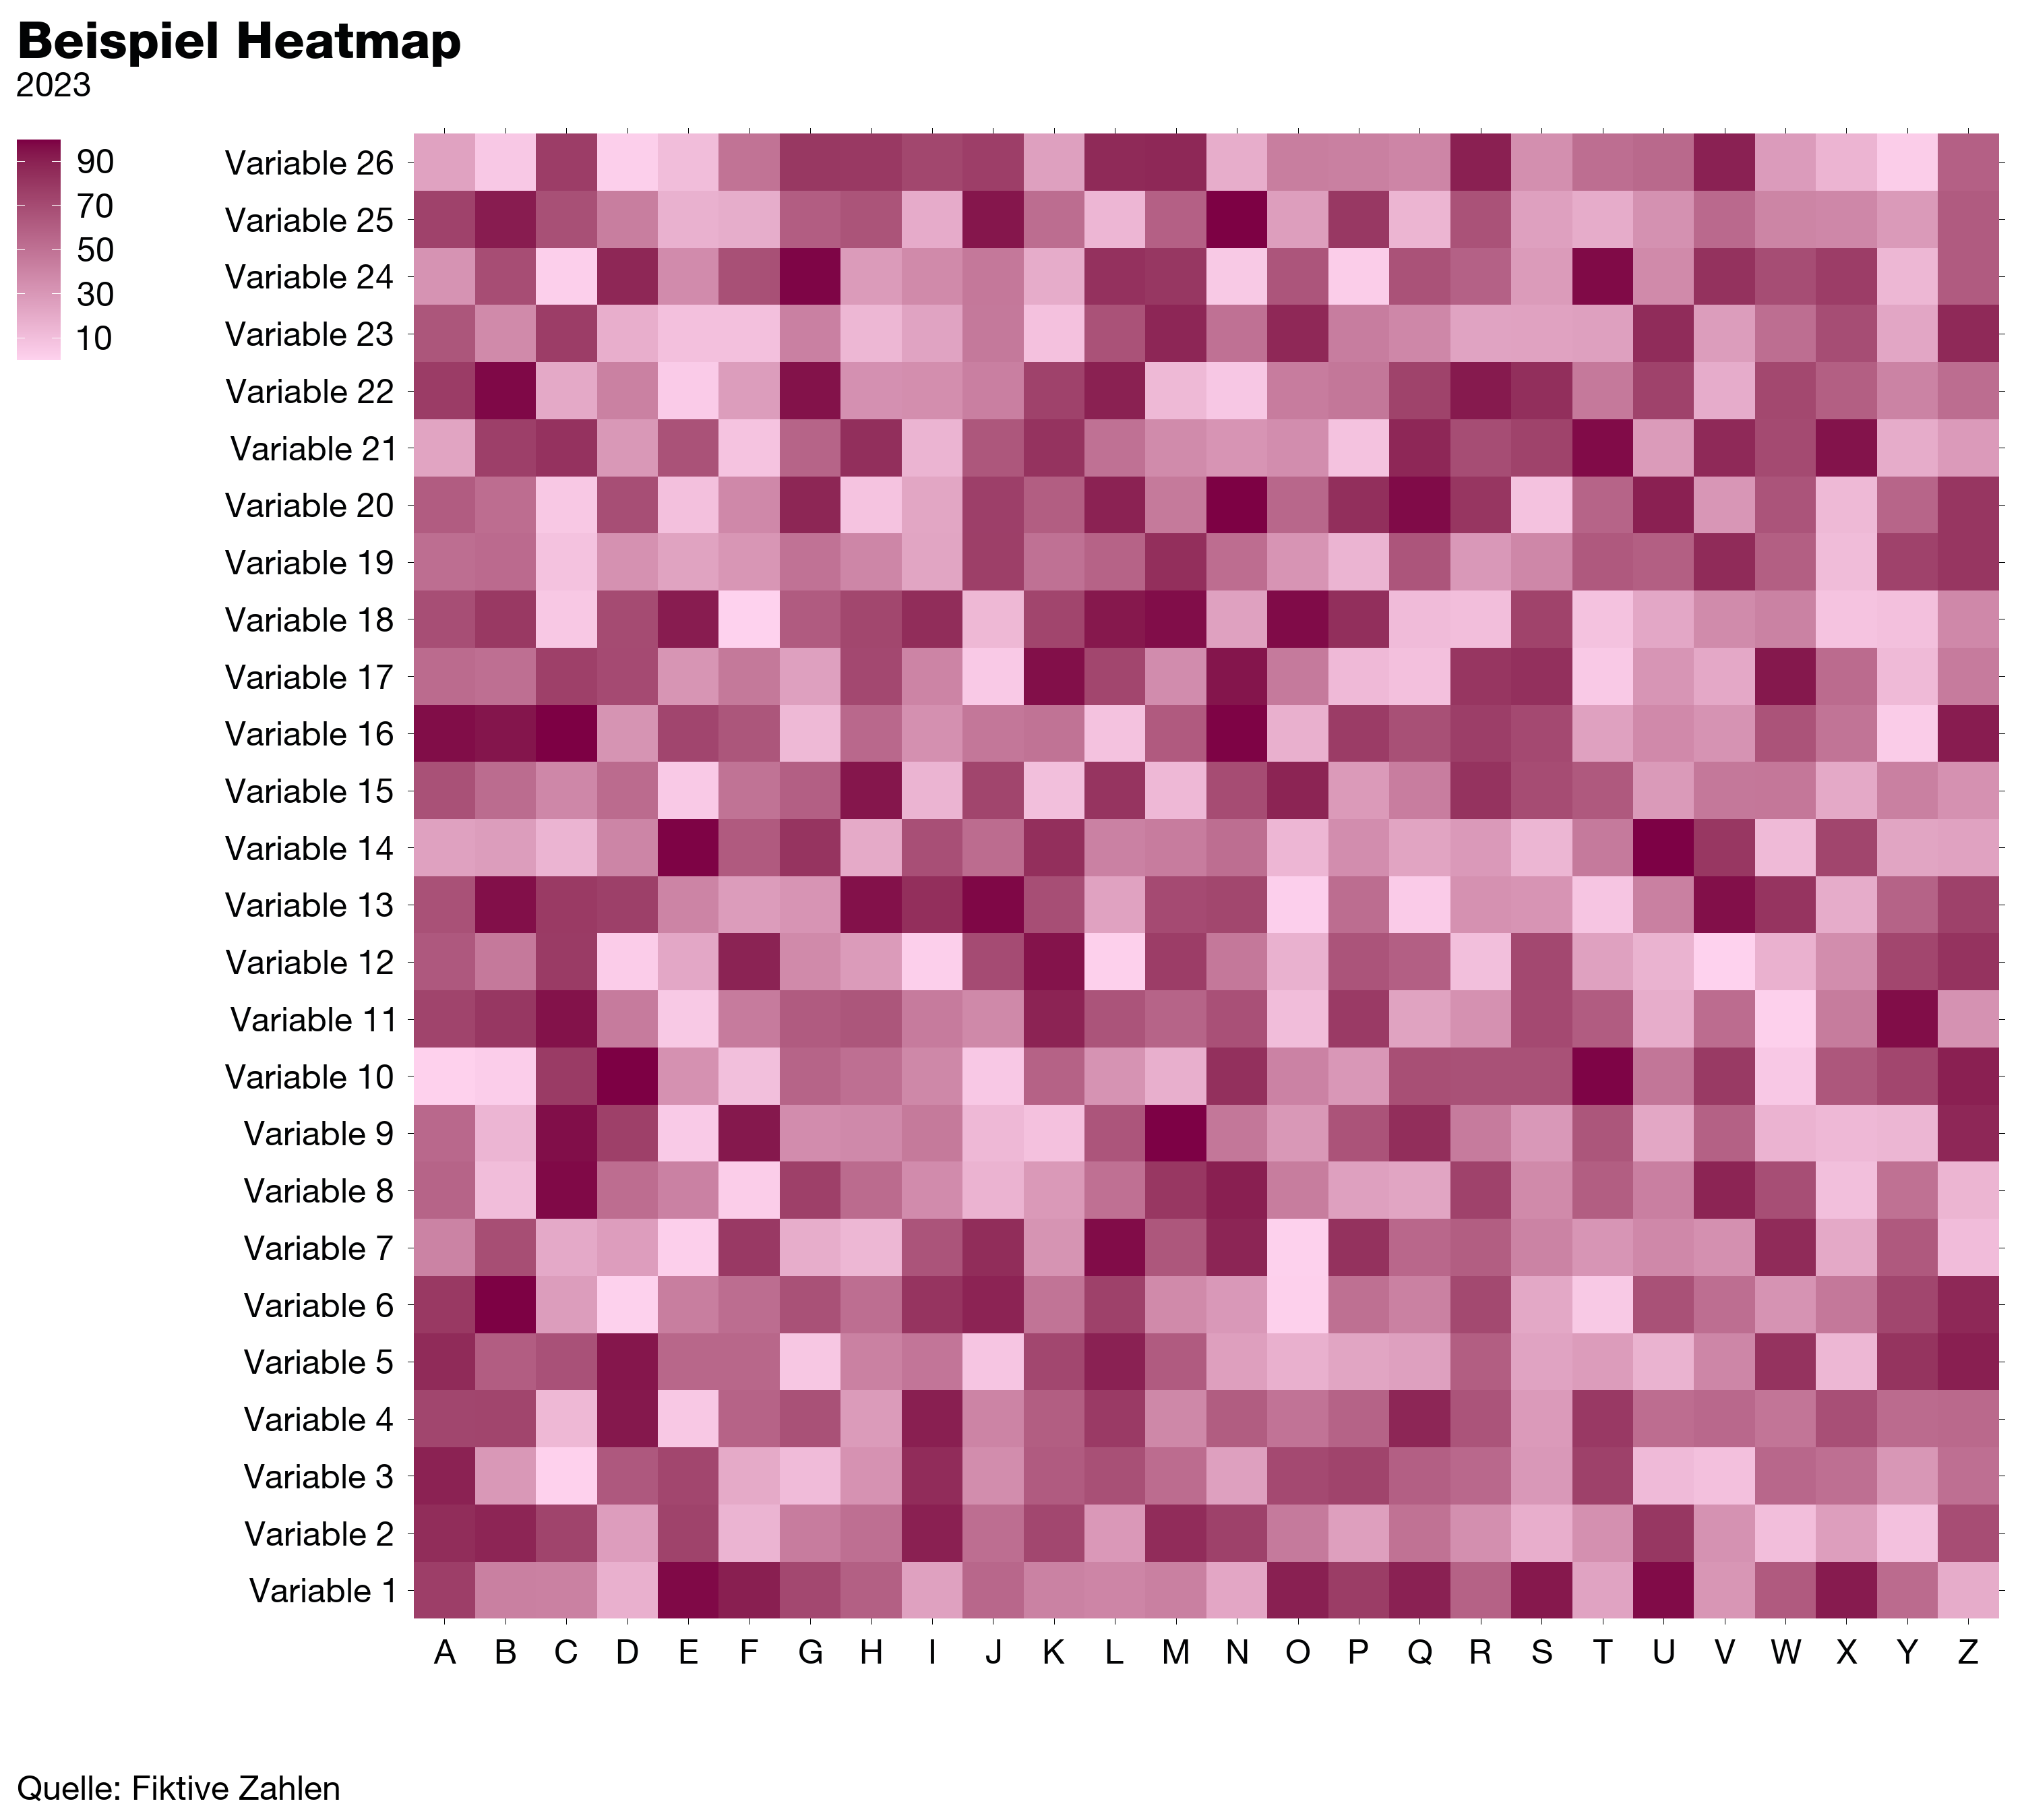 Beispiel Heatmap
2023
90
70
50
30
10
Variable 26
Variable 25
Variable 24
Variable 23
Variable 22
Variable 21
Variable 20
Variable 19
Variable 18
Variable 17
Variable 16
Variable 15
Variable 14
Variable 13
Variable 12
Variable 11
Variable 10
Variable 9
Variable 8
Variable 7
Variable 6
Variable 5
Variable 4
Variable 3
Variable 2
Variable 1
A B C D E F G H I J K L M N O P Q R S T U V W X Y Z
Quelle: Fiktive Zahlen